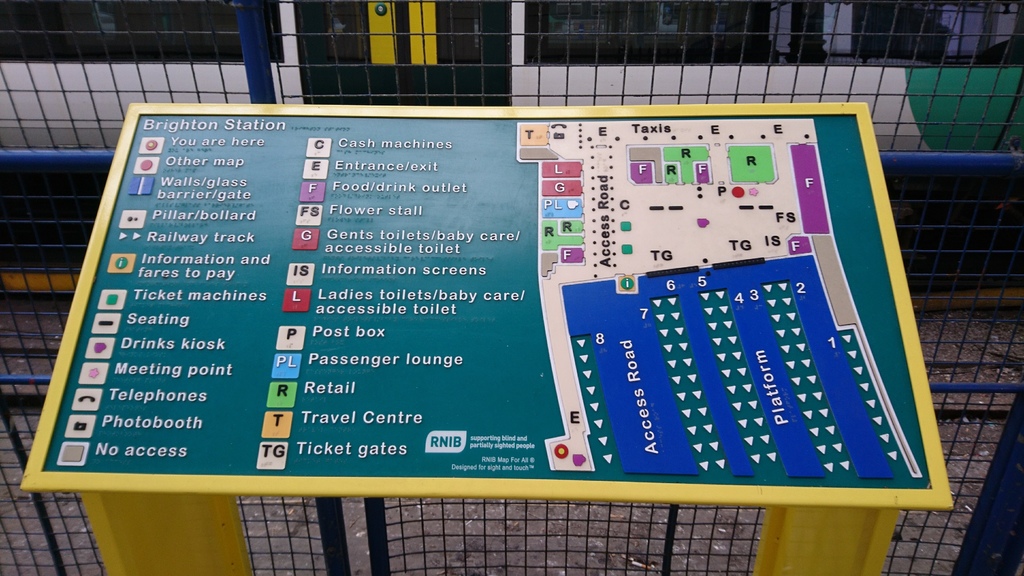 Brighton Station
You are here
Other map
Walls/glass
barrier/gate
Pillar/bollard
Railway track
i Information and
fares to pay
Ticket machines
Seating
Drinks kiosk
Meeting point
Telephones
Photobooth
No access
C Cash machines
E Entrance/exit
F Food/drink outlet
FS Flower stall
G Gents toilets/baby care/
accessible toilet
IS Information screens
L Ladies toilets/baby care/
accessible toilet
P Post box
PL Passenger lounge
R Retail
T Travel Centre
TG Ticket gates
RNIB supporting blind and
partially sighted people
RNIB Map For All ®
Designed for sight and touch™
T E Taxis E E
R
F R F R F
L
G P
PL C
FS
R R
F TG TG IS F
Access Road
i
6 5 4 3 2
7
8 1
Access Road
Platform
E